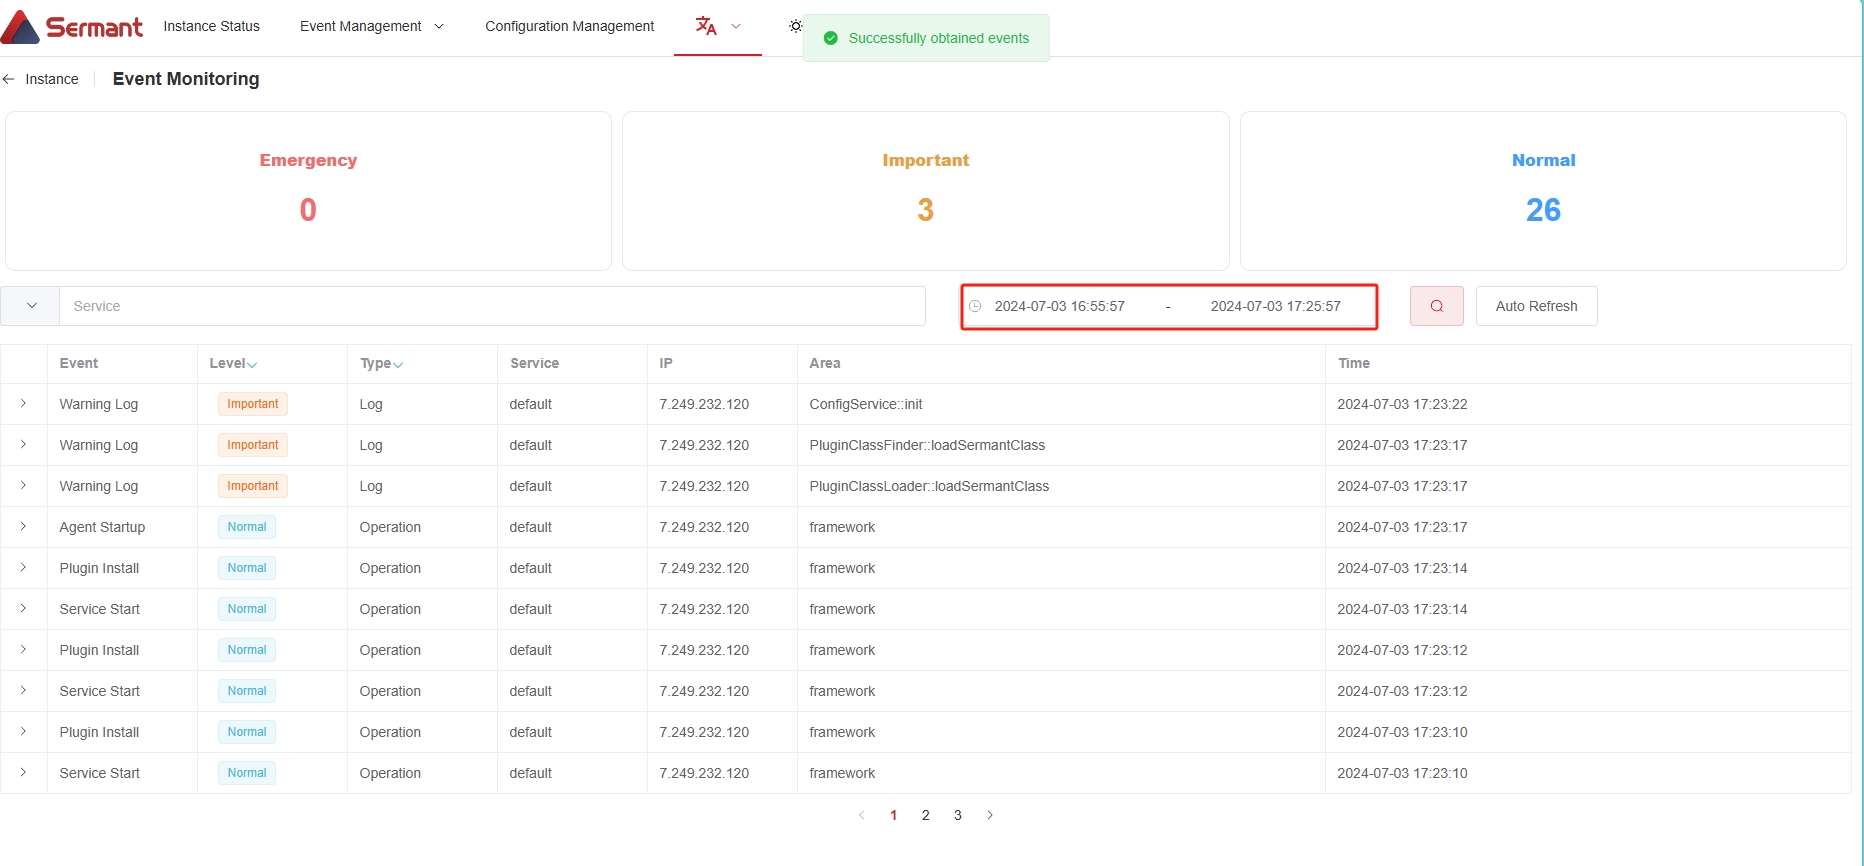 Sermant Instance Status Event Management Configuration Management 文A
Successfully obtained events
Instance Event Monitoring
Emergency Important Normal
0 3 26
Service 2024-07-03 16:55:57 - 2024-07-03 17:25:57 Auto Refresh
Event Level Type Service IP Area Time
Warning Log Important Log default 7.249.232.120 ConfigService::init 2024-07-03 17:23:22
Warning Log Important Log default 7.249.232.120 PluginClassFinder::loadSermantClass 2024-07-03 17:23:17
Warning Log Important Log default 7.249.232.120 PluginClassLoader::loadSermantClass 2024-07-03 17:23:17
Agent Startup Normal Operation default 7.249.232.120 framework 2024-07-03 17:23:17
Plugin Install Normal Operation default 7.249.232.120 framework 2024-07-03 17:23:14
Service Start Normal Operation default 7.249.232.120 framework 2024-07-03 17:23:14
Plugin Install Normal Operation default 7.249.232.120 framework 2024-07-03 17:23:12
Service Start Normal Operation default 7.249.232.120 framework 2024-07-03 17:23:12
Plugin Install Normal Operation default 7.249.232.120 framework 2024-07-03 17:23:10
Service Start Normal Operation default 7.249.232.120 framework 2024-07-03 17:23:10
1 2 3